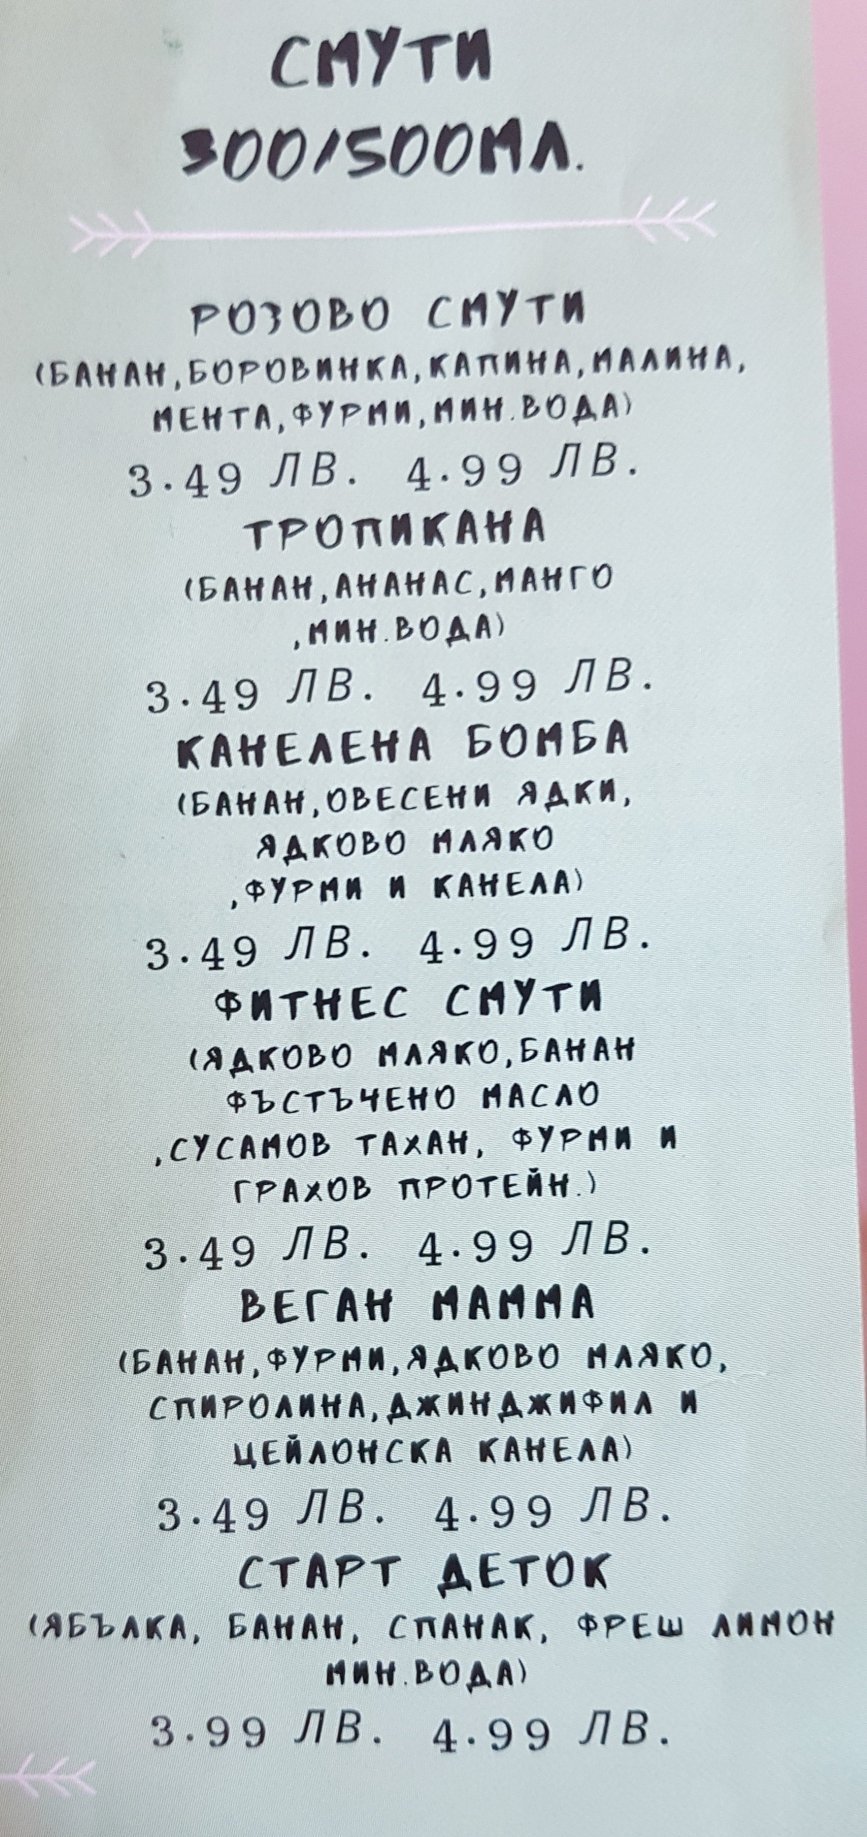 СМУТИ
300/500МЛ.
РОЗОВО СМУТИ
(БАНАН,БОРОВИНКА,КАПИНА,МАЛИНА,
МЕНТА,ФУРМИ,МИН.ВОДА)
3.49 ЛВ. 4.99 ЛВ.
ТРОПИКАНА
(БАНАН,АНАНАС,МАНГО
,МИН.ВОДА)
3.49 ЛВ. 4.99 ЛВ.
КАНЕЛЕНА БОМБА
(БАНАН,ОВЕСЕНИ ЯДКИ,
ЯДКОВО МЛЯКО
,ФУРМИ И КАНЕЛА)
3.49 ЛВ. 4.99 ЛВ.
ФИТНЕС СМУТИ
(ЯДКОВО МЛЯКО,БАНАН
ФЪСТЪЧЕНО МАСЛО
,СУСАМОВ ТАХАН, ФУРМИ И
ГРАХОВ ПРОТЕЙН.)
3.49 ЛВ. 4.99 ЛВ.
ВЕГАН МАММА
(БАНАН,ФУРМИ,ЯДКОВО МЛЯКО,
СПИРОЛИНА,ДЖИНДЖИФИЛ И
ЦЕЙЛОНСКА КАНЕЛА)
3.49 ЛВ. 4.99 ЛВ.
СТАРТ ДЕТОК
(ЯБЪЛКА, БАНАН, СПАНАК, ФРЕШ ЛИМОН
МИН.ВОДА)
3.99 ЛВ. 4.99 ЛВ.